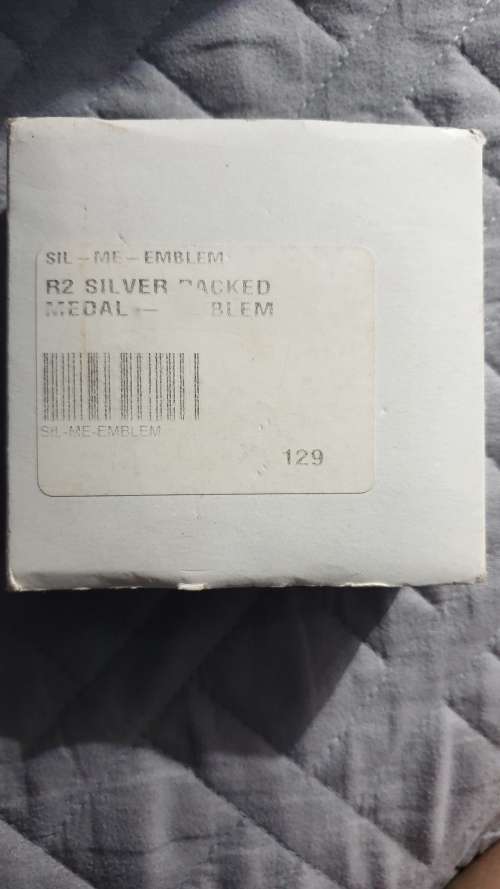 SIL-ME-EMBLEM
R2 SILVER PACKED
MEDAL -
SIL-ME-EMBLEM
129